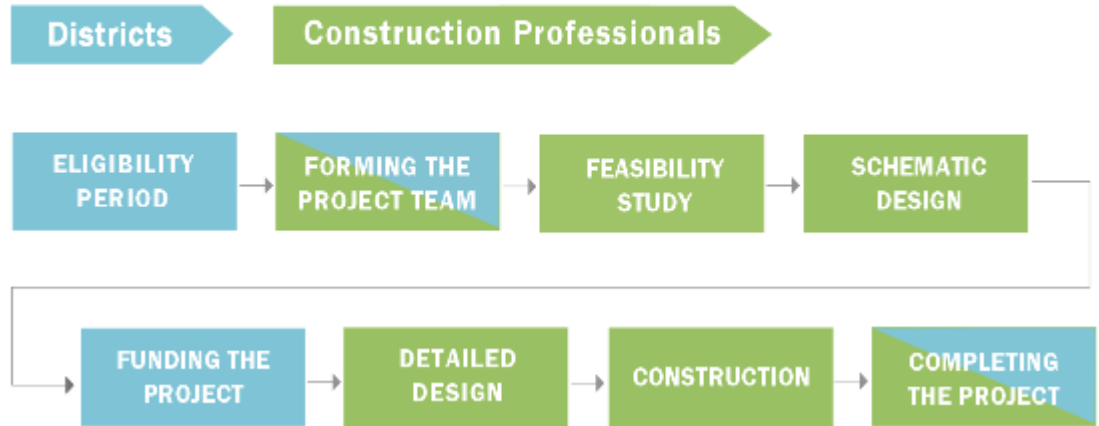 Districts
Construction Professionals
ELIGIBILITY
PERIOD
FORMING THE
PROJECT TEAM
FEASIBILITY
STUDY
SCHEMATIC
DESIGN
FUNDING THE
PROJECT
DETAILED
DESIGN
CONSTRUCTION
COMPLETING
THE PROJECT